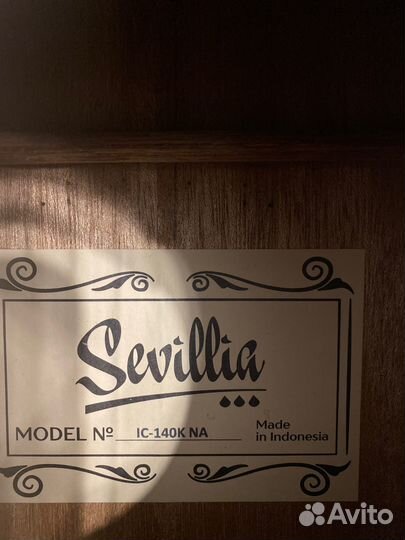 Sevillia
MODEL Nº IC-140K NA Made
in Indonesia
Avito